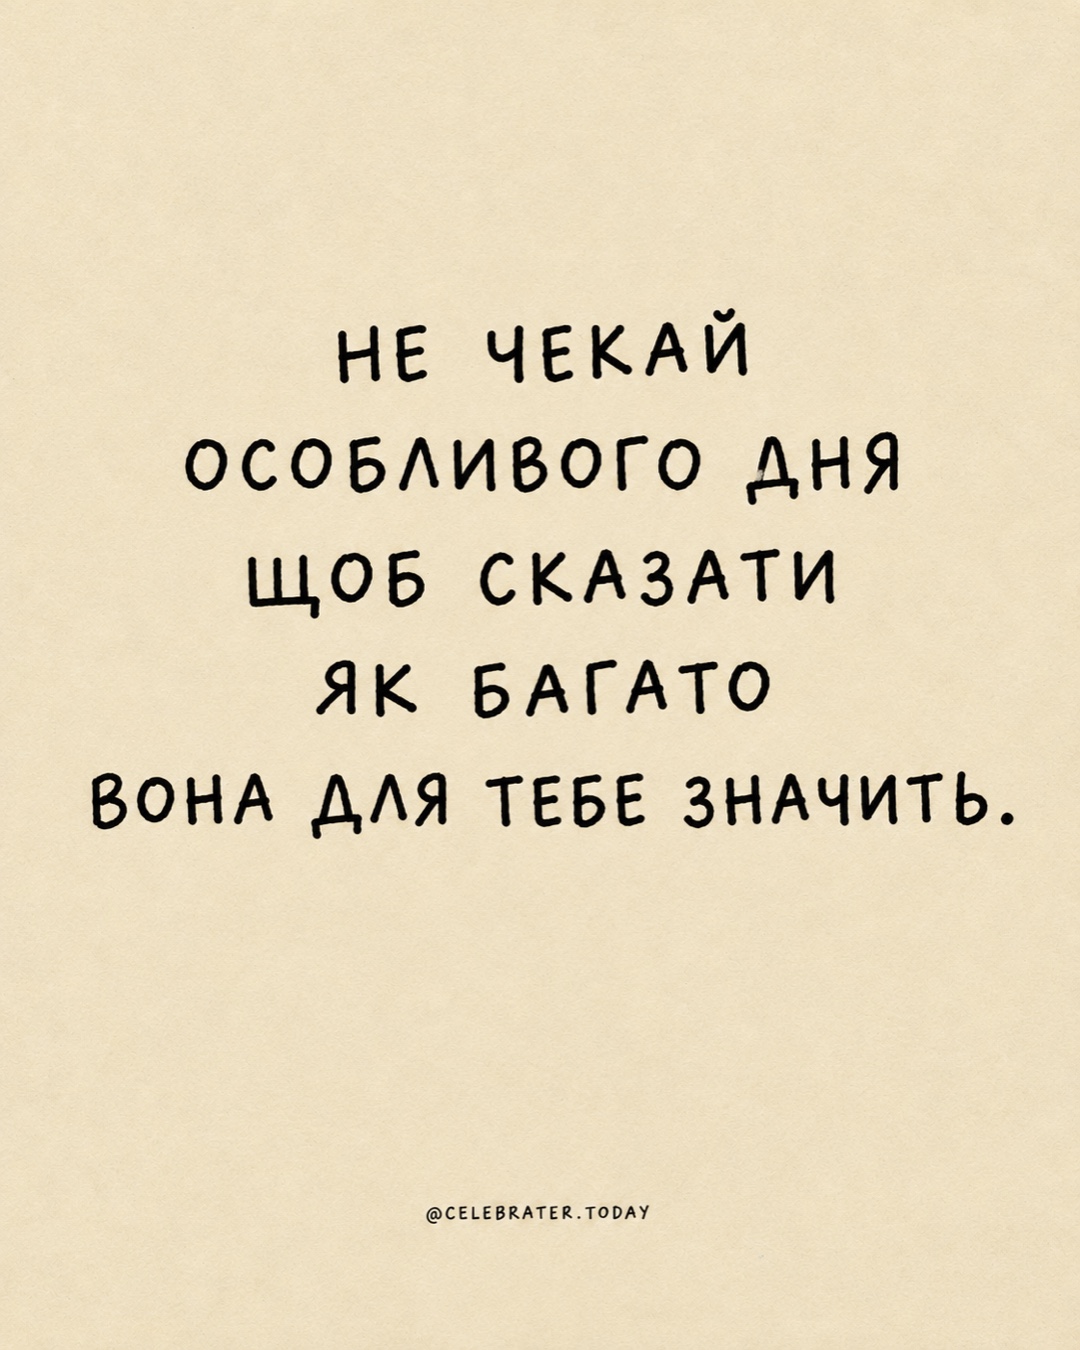 НЕ ЧЕКАЙ
ОСОБЛИВОГО ДНЯ
ЩОБ СКАЗАТИ
ЯК БАГАТО
ВОНА ДЛЯ ТЕБЕ ЗНАЧИТЬ.
@CELEBRATER.TODAY